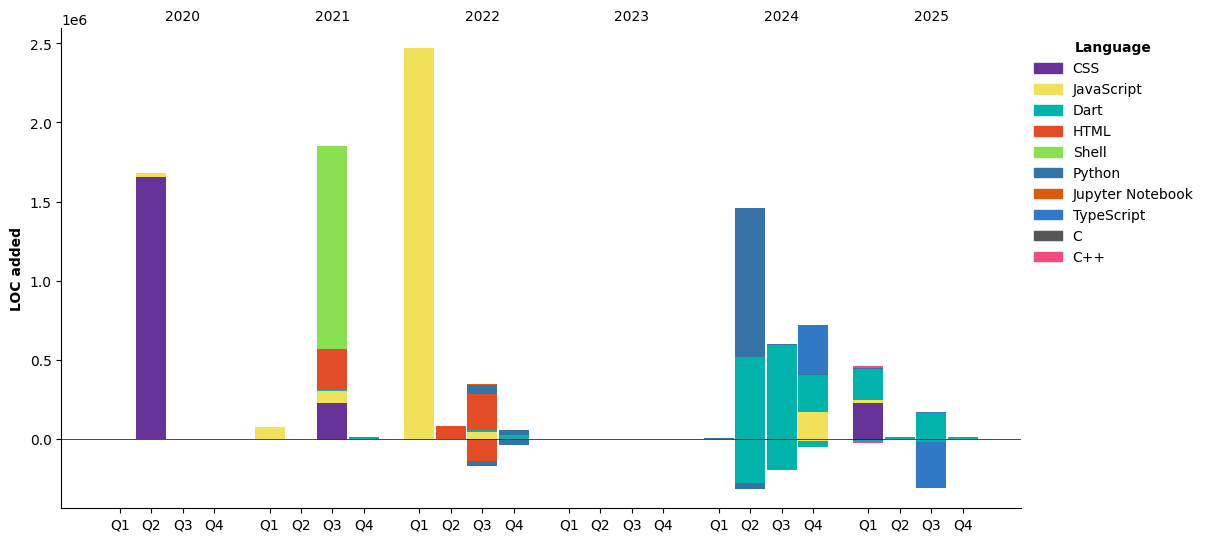 1e6
2020 2021 2022 2023 2024 2025
2.5
2.0
1.5
1.0
0.5
0.0
LOC added
Q1 Q2 Q3 Q4 Q1 Q2 Q3 Q4 Q1 Q2 Q3 Q4 Q1 Q2 Q3 Q4 Q1 Q2 Q3 Q4 Q1 Q2 Q3 Q4
Language
CSS
JavaScript
Dart
HTML
Shell
Python
Jupyter Notebook
TypeScript
C
C++